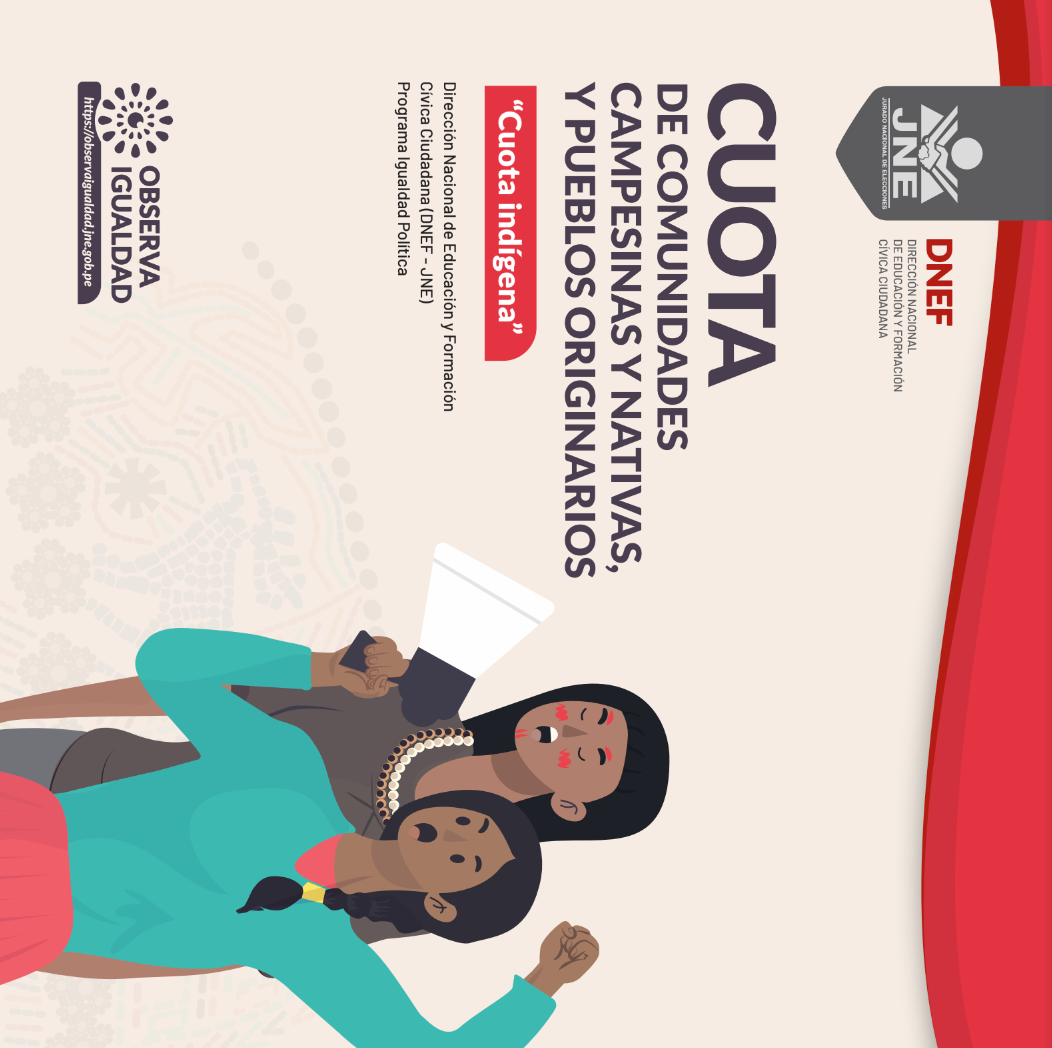 JNE
JURADO NACIONAL DE ELECCIONES
DNEF
DIRECCIÓN NACIONAL
DE EDUCACIÓN Y FORMACIÓN
CÍVICA CIUDADANA
CUOTA
DE COMUNIDADES
CAMPESINAS Y NATIVAS,
Y PUEBLOS ORIGINARIOS
“Cuota indígena”
Dirección Nacional de Educación y Formación
Cívica Ciudadana (DNEF - JNE)
Programa Igualdad Política
OBSERVA
IGUALDAD
https://observaigualdad.jne.gob.pe